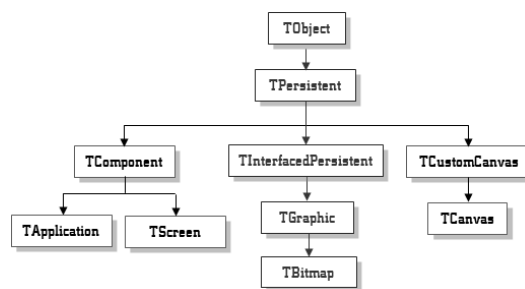 TObject
TPersistent
TComponent
TInterfacedPersistent
TCustomCanvas
TApplication
TScreen
TGraphic
TCanvas
TBitmap